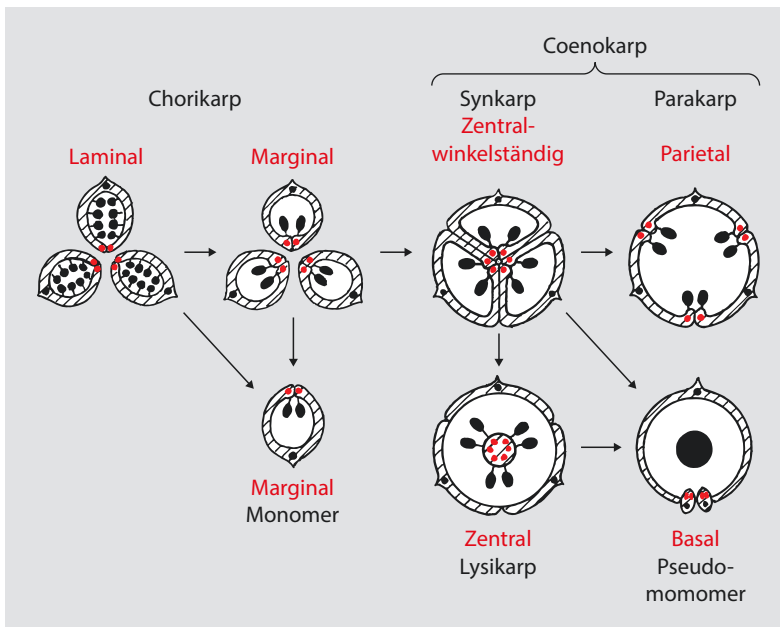 Coenokarp
Chorikarp
Synkarp
Parakarp
Zentral-
winkelständig
Laminal
Marginal
Parietal
Marginal
Monomer
Zentral
Lysikarp
Basal
Pseudo-
momomer